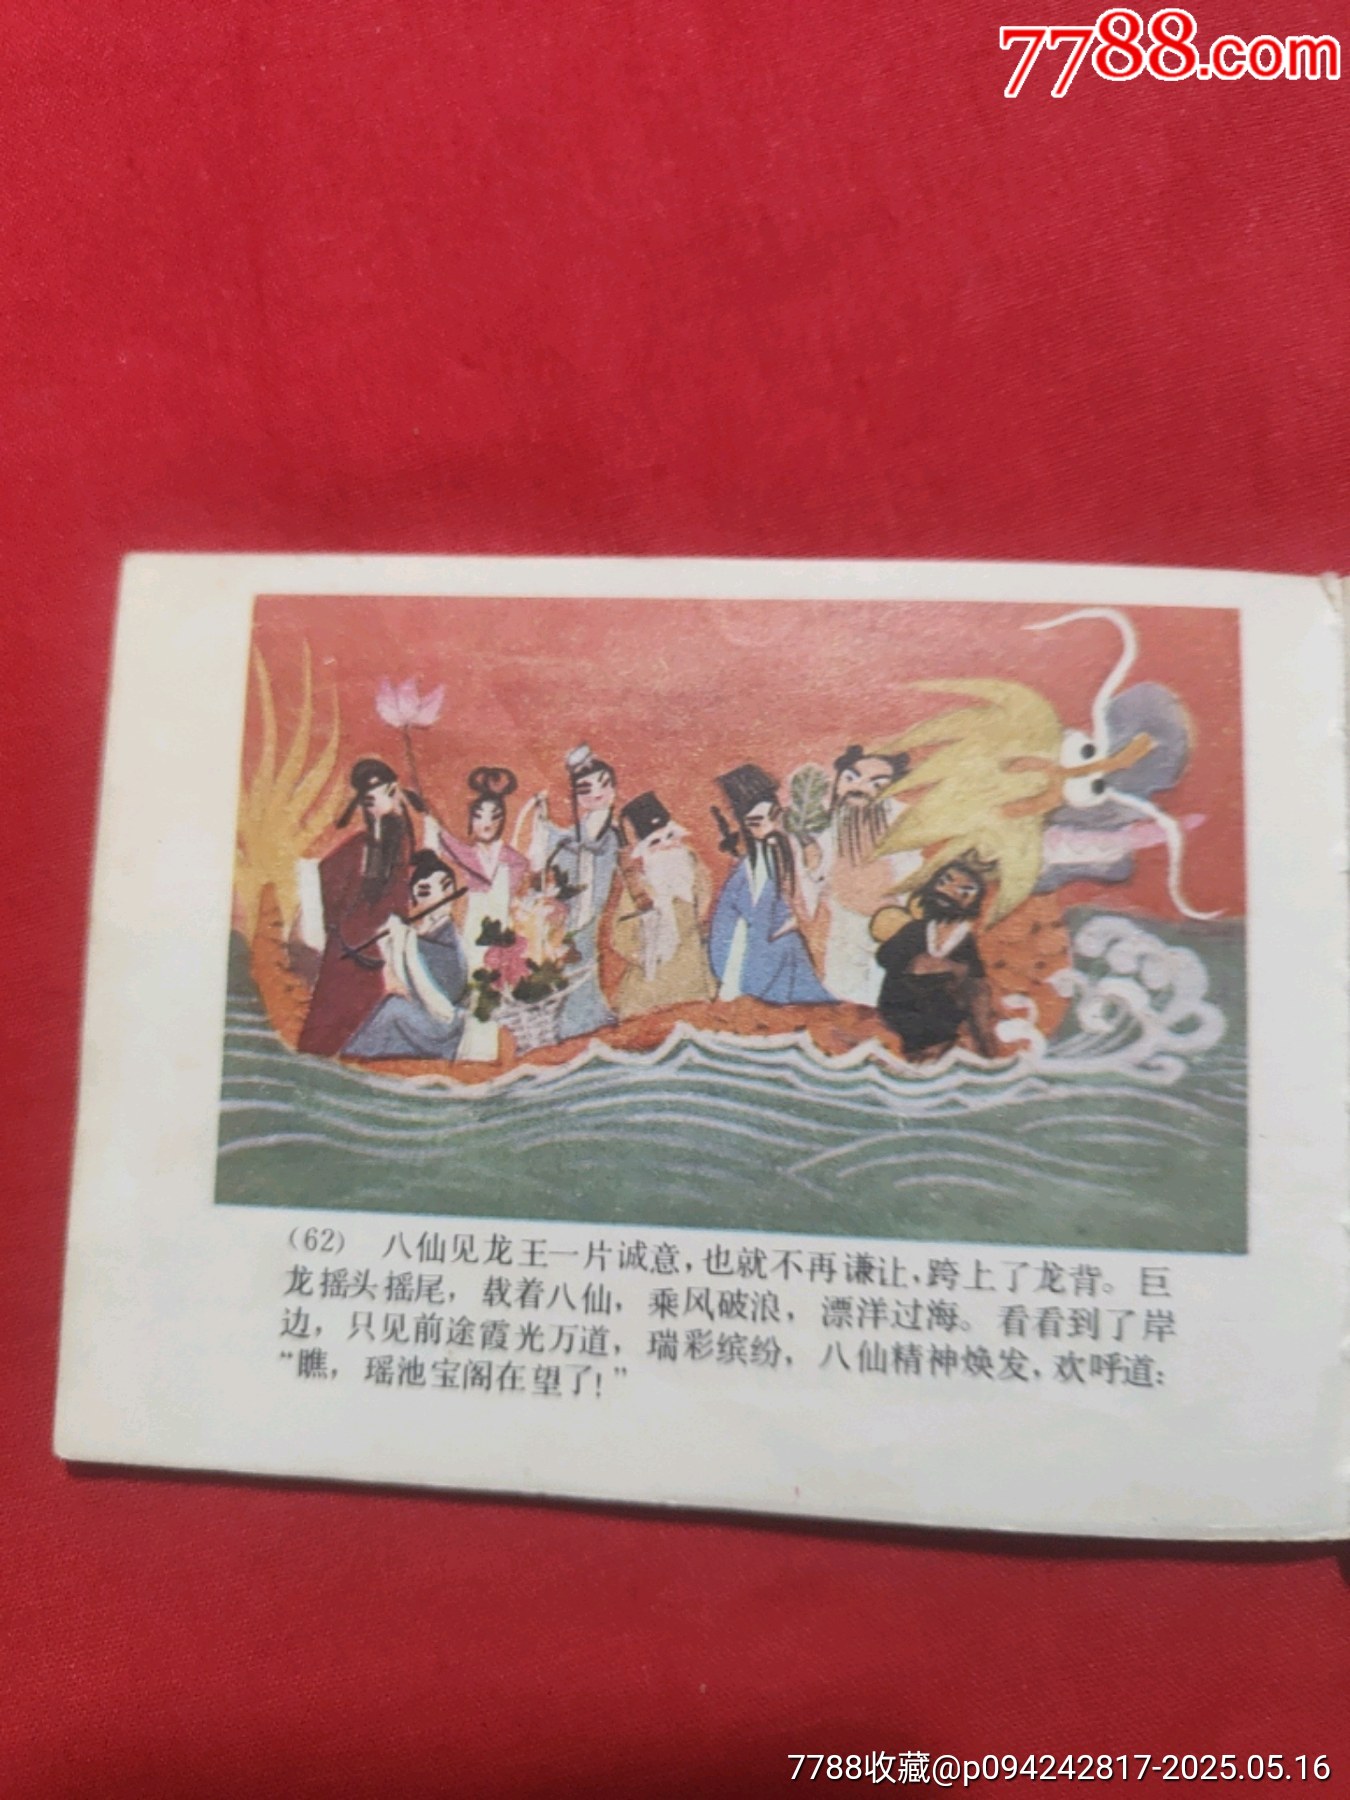 7788.com
(62) 八仙见龙王一片诚意，也就不再谦让，跨上了龙背。巨
龙摇头摇尾，载着八仙，乘风破浪，漂洋过海。看看到了岸
边，只见前途霞光万道，瑞彩缤纷，八仙精神焕发，欢呼道：
“瞧，瑶池宝阁在望了！”
7788收藏@p094242817-2025.05.16